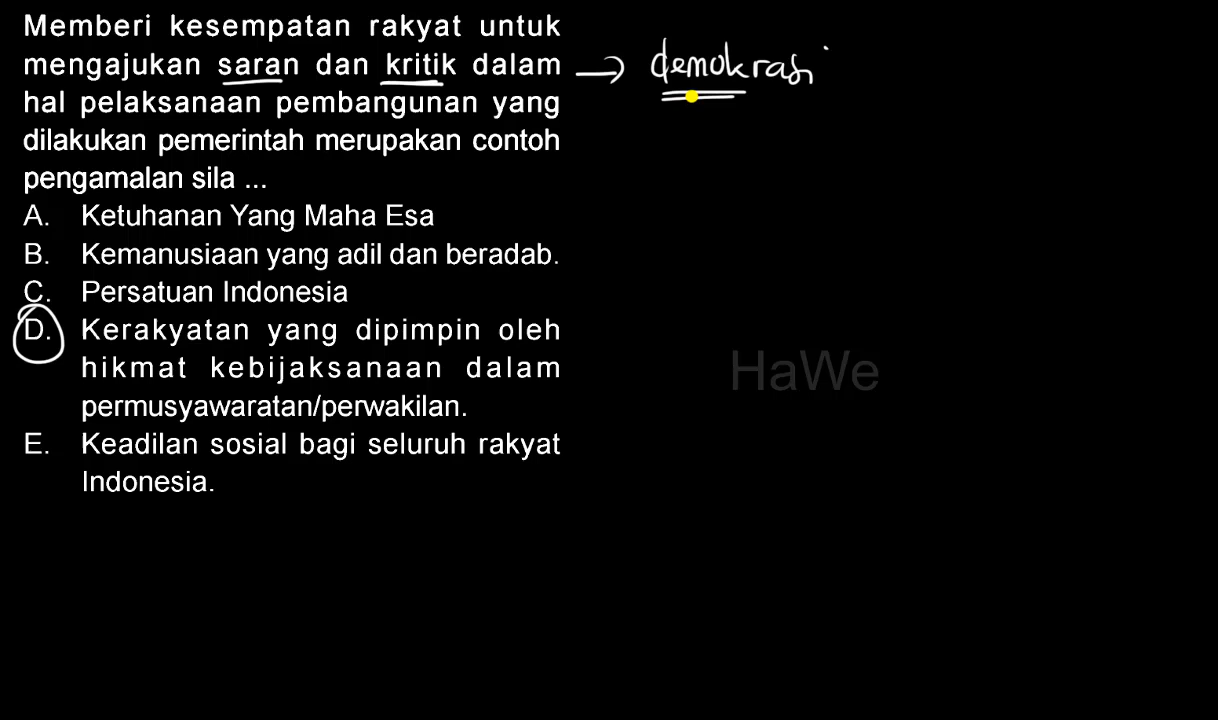 Memberi kesempatan rakyat untuk
mengajukan saran dan kritik dalam → demokrasi
hal pelaksanaan pembangunan yang
dilakukan pemerintah merupakan contoh
pengamalan sila ...
A. Ketuhanan Yang Maha Esa
B. Kemanusiaan yang adil dan beradab.
C. Persatuan Indonesia
D. Kerakyatan yang dipimpin oleh
hikmat kebijaksanaan dalam
permusyawaratan/perwakilan.
E. Keadilan sosial bagi seluruh rakyat
Indonesia.
HaWe